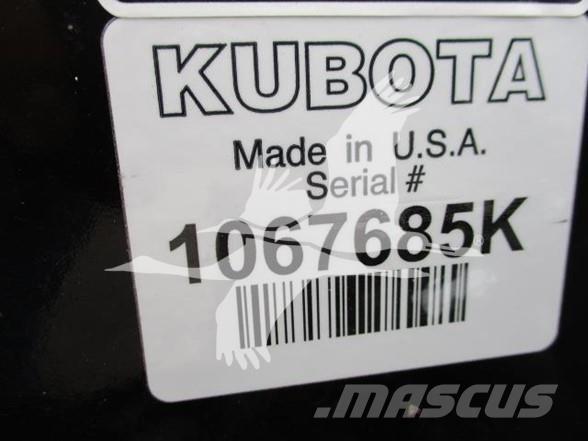 KUBOTA
Made in U.S.A.
Serial #
1067685K
MASCUS